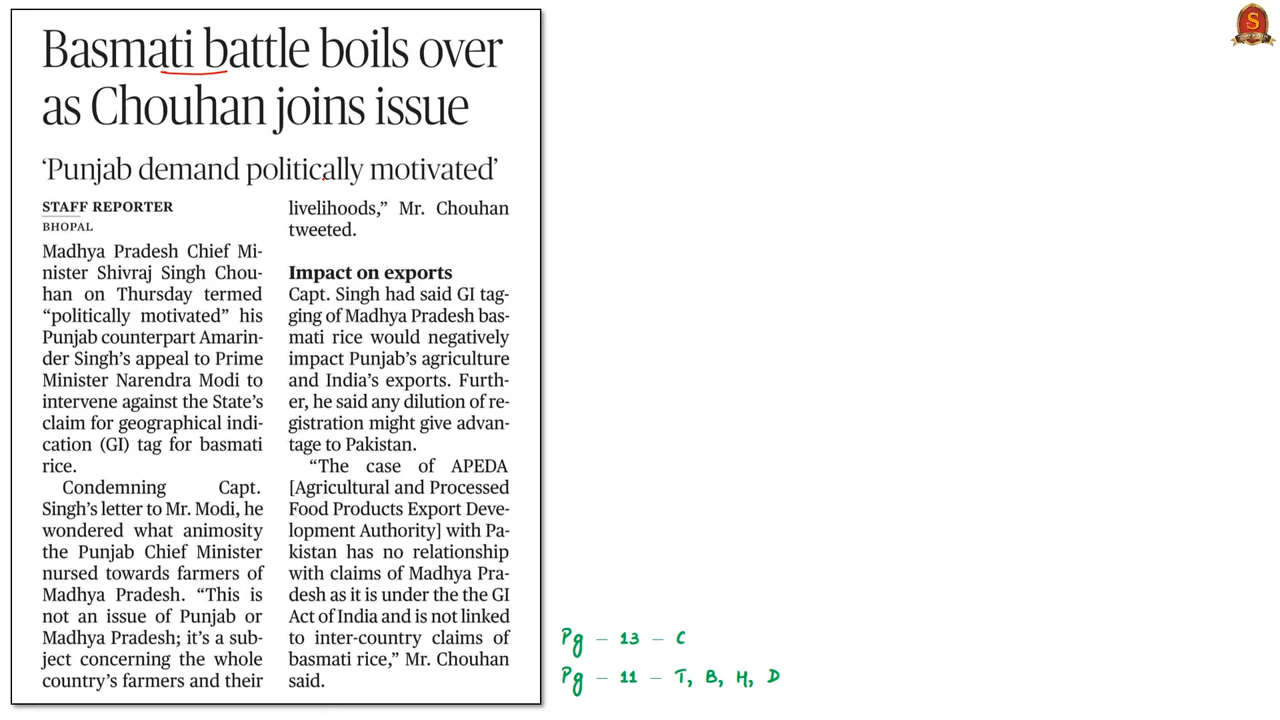 Basmati battle boils over
as Chouhan joins issue
‘Punjab demand politically motivated’
STAFF REPORTER
BHOPAL
Madhya Pradesh Chief Mi-
nister Shivraj Singh Chou-
han on Thursday termed
“politically motivated” his
Punjab counterpart Amarin-
der Singh’s appeal to Prime
Minister Narendra Modi to
intervene against the State’s
claim for geographical indi-
cation (GI) tag for basmati
rice.
Condemning Capt.
Singh’s letter to Mr. Modi, he
wondered what animosity
the Punjab Chief Minister
nursed towards farmers of
Madhya Pradesh. “This is
not an issue of Punjab or
Madhya Pradesh; it’s a sub-
ject concerning the whole
country’s farmers and their
livelihoods,” Mr. Chouhan
tweeted.
Impact on exports
Capt. Singh had said GI tag-
ging of Madhya Pradesh bas-
mati rice would negatively
impact Punjab’s agriculture
and India’s exports. Furth-
er, he said any dilution of re-
gistration might give advan-
tage to Pakistan.
“The case of APEDA
[Agricultural and Processed
Food Products Export Deve-
lopment Authority] with Pa-
kistan has no relationship
with claims of Madhya Pra-
desh as it is under the the GI
Act of India and is not linked
to inter-country claims of
basmati rice,” Mr. Chouhan
said.
Pg - 13 - C
Pg - 11 - T, B, H, D
S